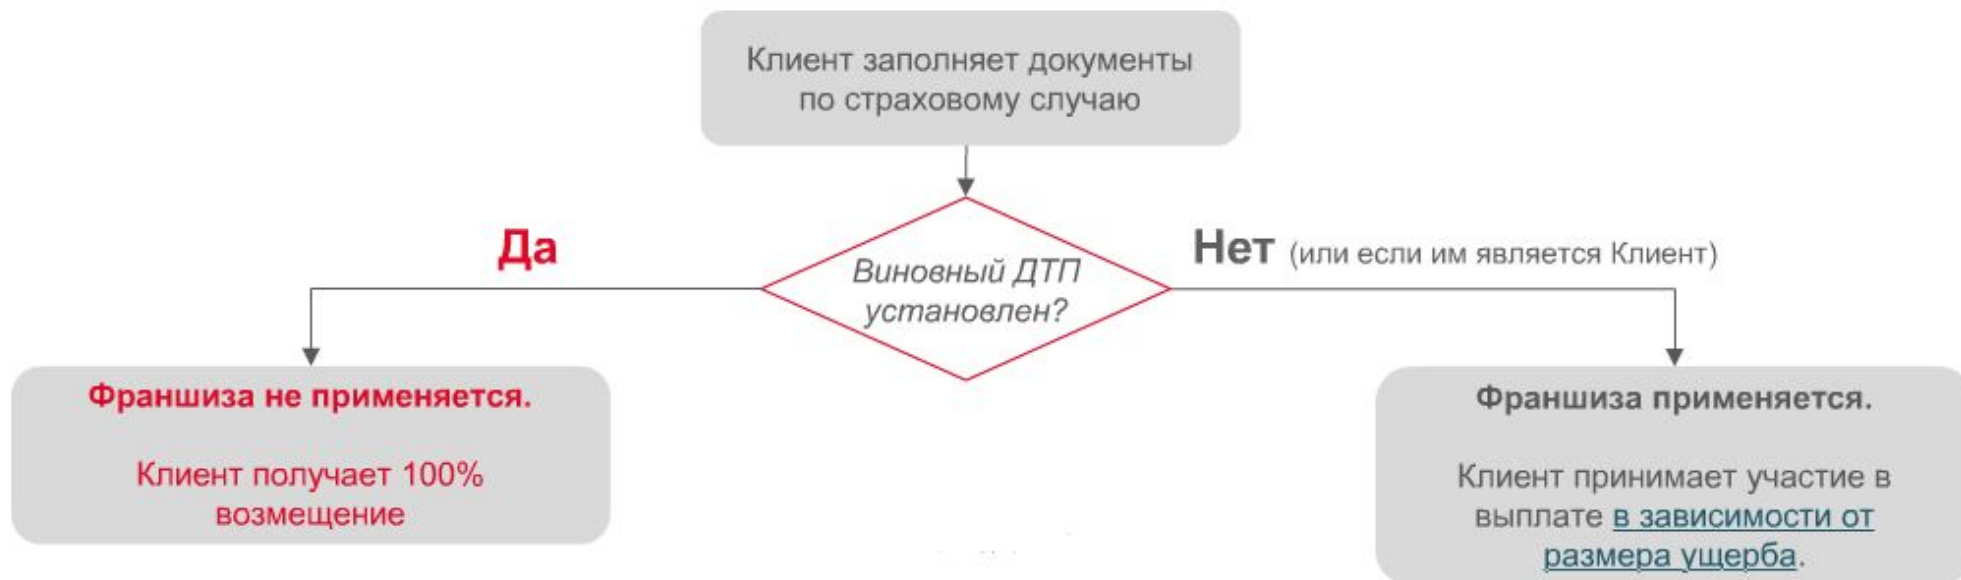 Клиент заполняет документы
по страховому случаю
Да
Виновный ДТП
установлен?
Нет (или если им является Клиент)
Франшиза не применяется.
Клиент получает 100%
возмещение
Франшиза применяется.
Клиент принимает участие в
выплате в зависимости от
размера ущерба.